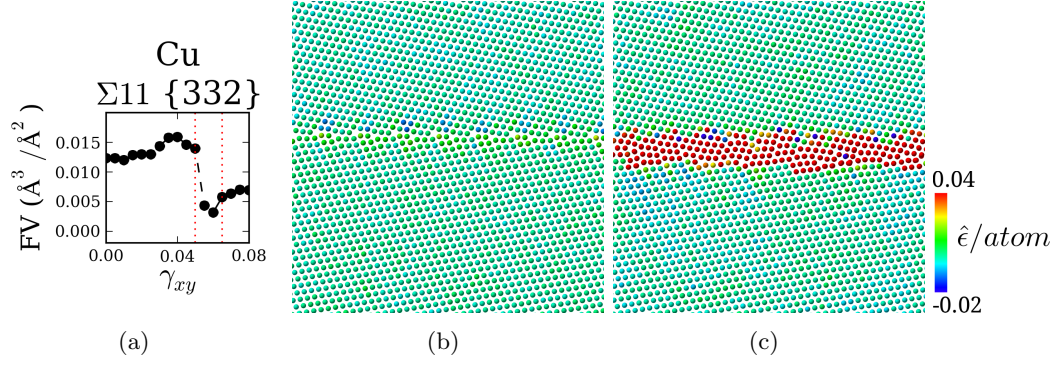 Cu
Σ11 {332}
FV (Å³/Å²)
0.015
0.010
0.005
0.000
0.00 0.04 0.08
γxy
0.04
ε̂/atom
-0.02
(a) (b) (c)